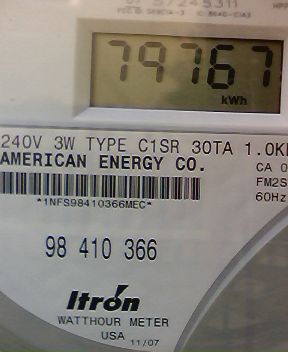 79767
kWh
240V 3W TYPE C1SR 30TA 1.0K
AMERICAN ENERGY CO.
CA 0
FM2S
60Hz
*1NFS98410366MEC*
98 410 366
Itrón
WATTHOUR METER
USA 11/07